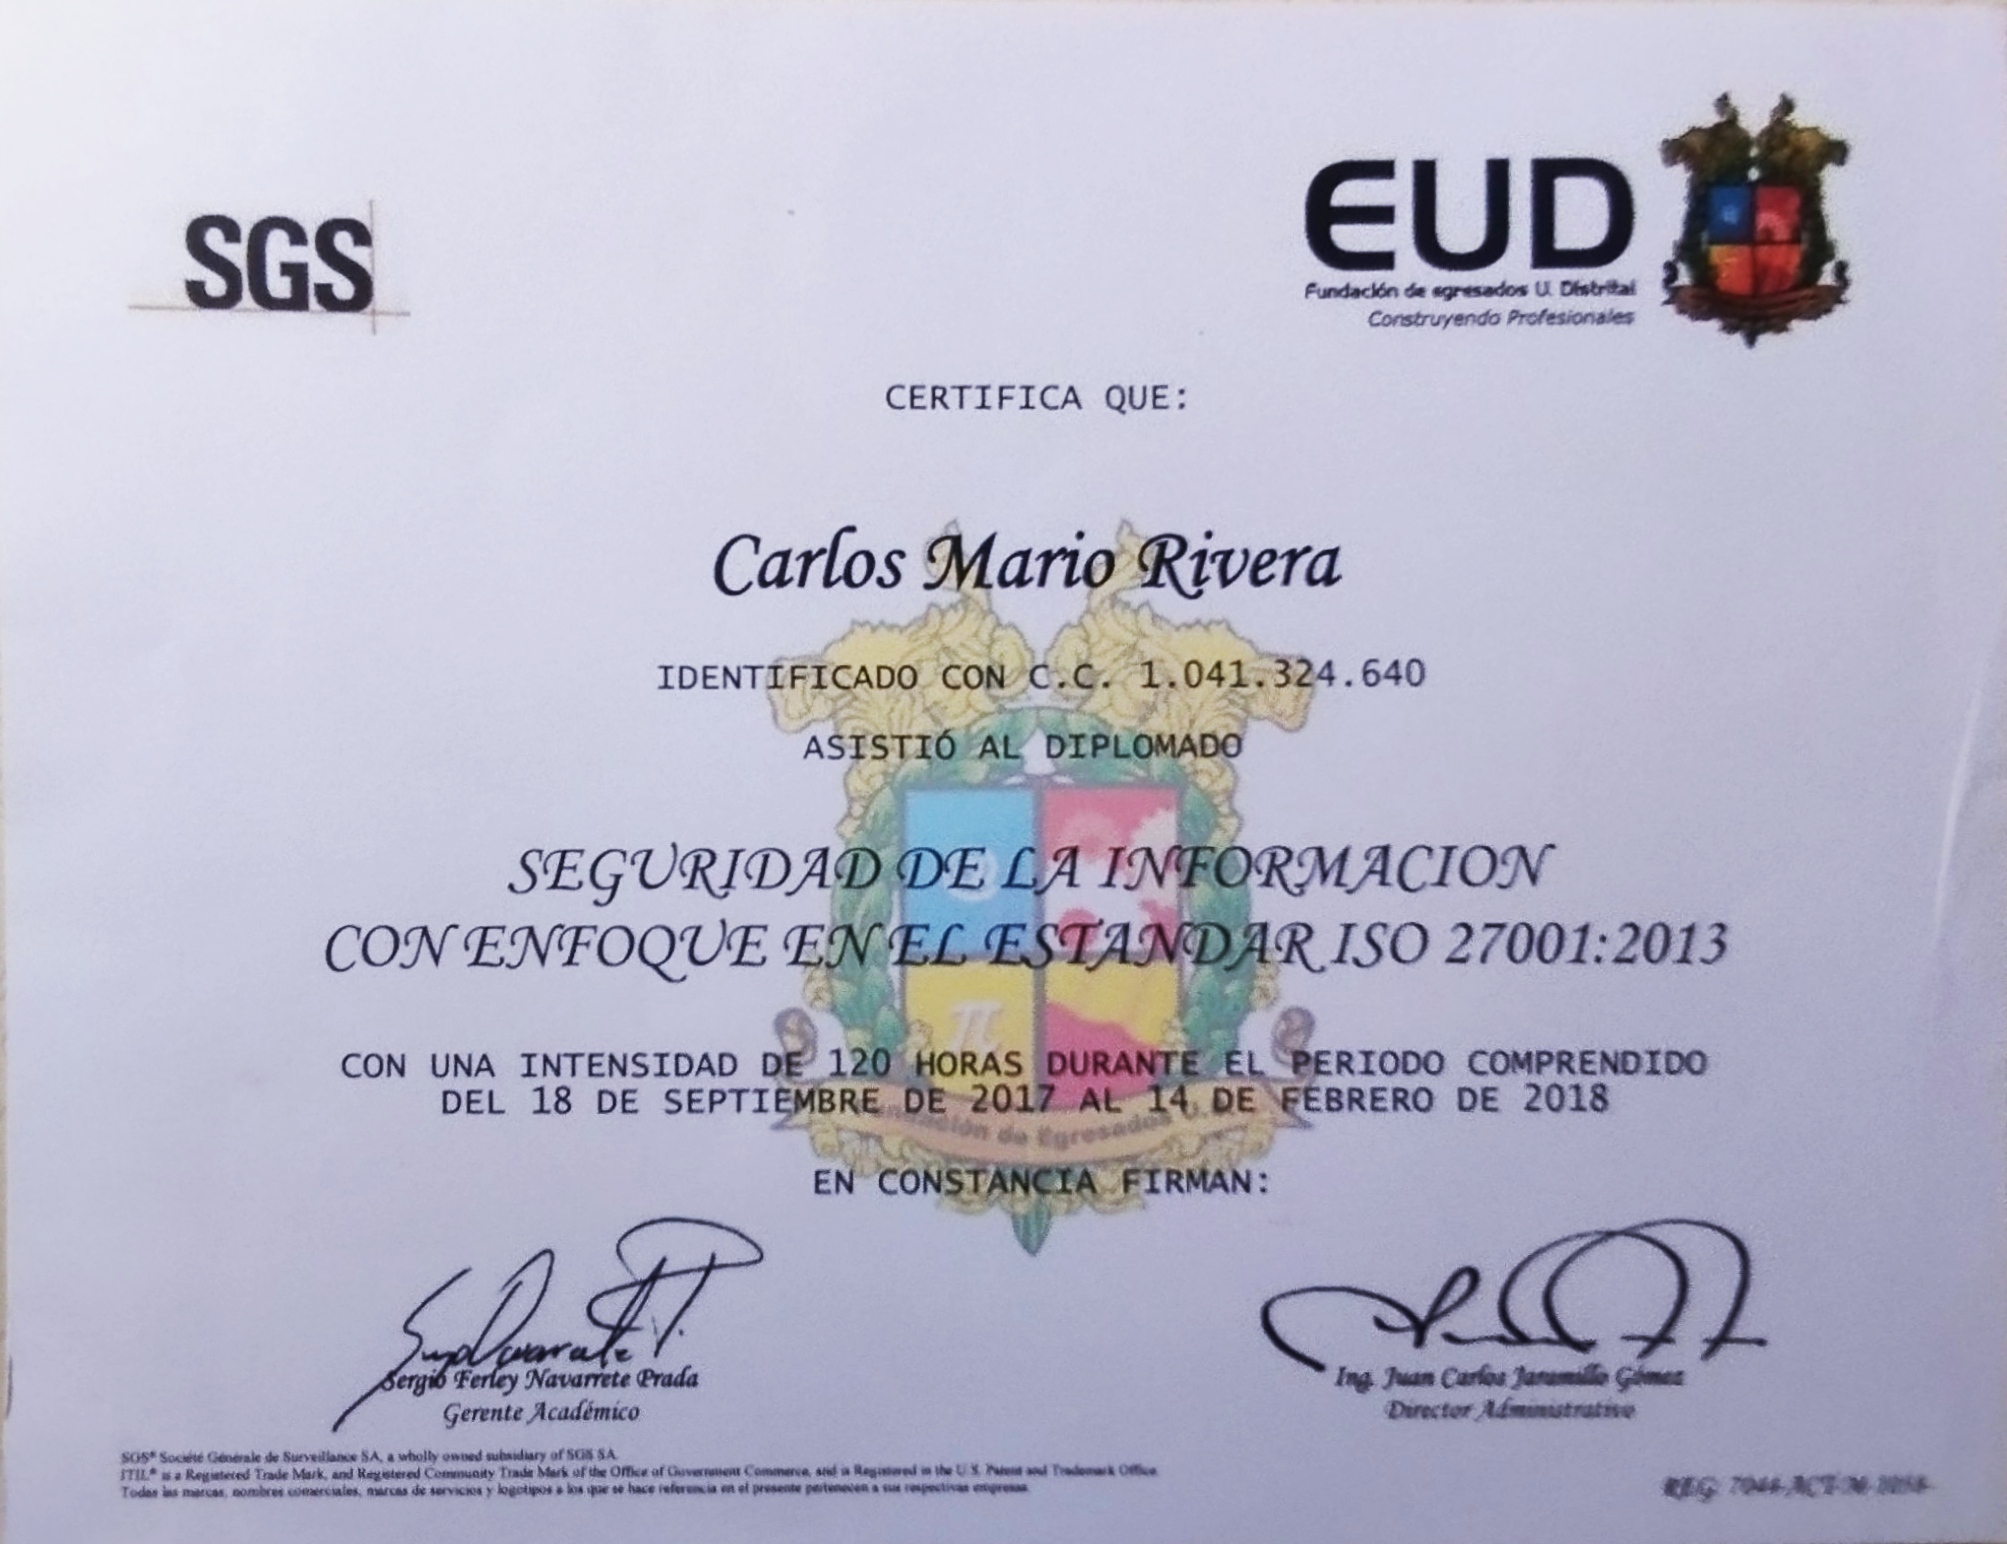 SGS
EUD
Fundación de egresados U. Distrital
Construyendo Profesionales
CERTIFICA QUE:
Carlos Mario Rivera
IDENTIFICADO CON C.C. 1.041.324.640
ASISTIÓ AL DIPLOMADO
SEGURIDAD DE LA INFORMACION
CON ENFOQUE EN EL ESTANDAR ISO 27001:2013
CON UNA INTENSIDAD DE 120 HORAS DURANTE EL PERIODO COMPRENDIDO
DEL 18 DE SEPTIEMBRE DE 2017 AL 14 DE FEBRERO DE 2018
de Egresados
EN CONSTANCIA FIRMAN:
Sergio Ferley Navarrete Prada
Gerente Académico
Ing. Juan Carlos Jaramillo Gómez
Director Administrativo
SGS® Société Générale de Surveillance SA, a wholly owned subsidiary of SGS SA.
ITIL® is a Registered Trade Mark, and Registered Community Trade Mark of the Office of Government Commerce, and is Registered in the U.S. Patent and Trademark Office
Todas las marcas, nombres comerciales, marcas de servicios y logotipos a los que se hace referencia en el presente pertenecen a sus respectivas empresas
REG: